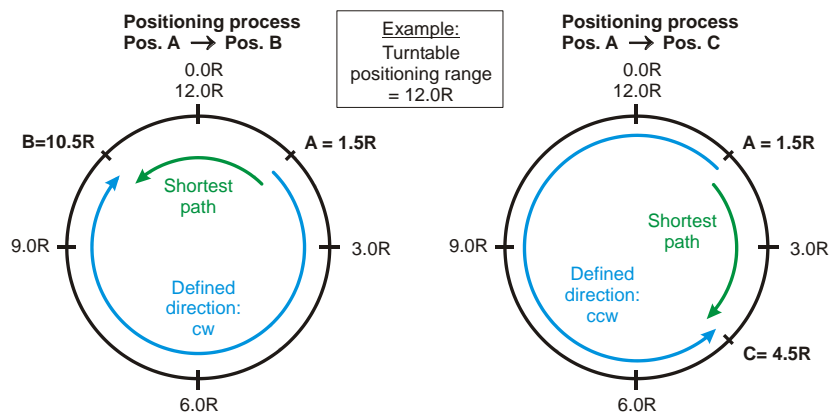 Positioning process
Pos. A → Pos. B
0.0R
12.0R
B=10.5R
A = 1.5R
Shortest
path
9.0R
3.0R
Defined
direction:
cw
6.0R
Example:
Turntable
positioning range
= 12.0R
Positioning process
Pos. A → Pos. C
0.0R
12.0R
A = 1.5R
Shortest
path
9.0R
3.0R
Defined
direction:
ccw
C= 4.5R
6.0R